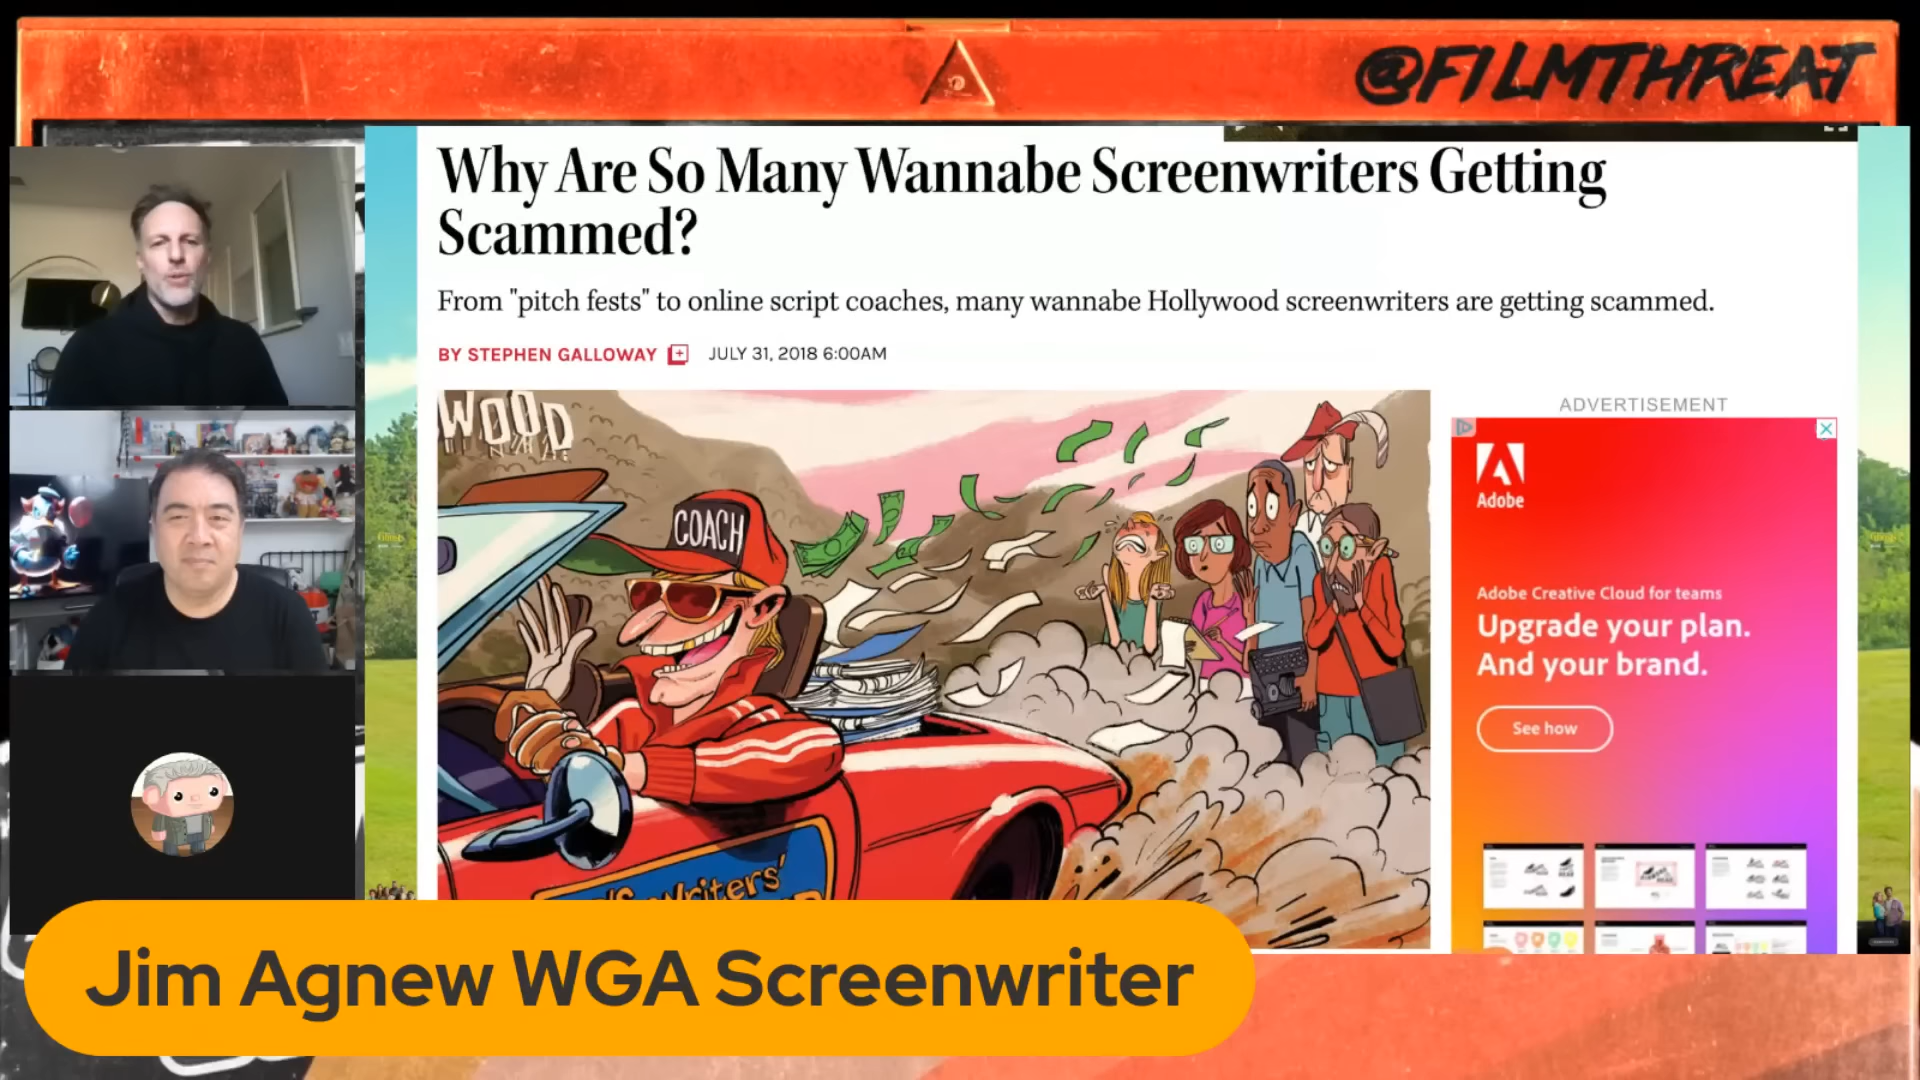 @FILMTHREAT
Why Are So Many Wannabe Screenwriters Getting
Scammed?
From "pitch fests" to online script coaches, many wannabe Hollywood screenwriters are getting scammed.
BY STEPHEN GALLOWAY JULY 31, 2018 6:00AM
WOOD
COACH
Writers'
ADVERTISEMENT
Adobe
Adobe Creative Cloud for teams
Upgrade your plan.
And your brand.
See how
Jim Agnew WGA Screenwriter